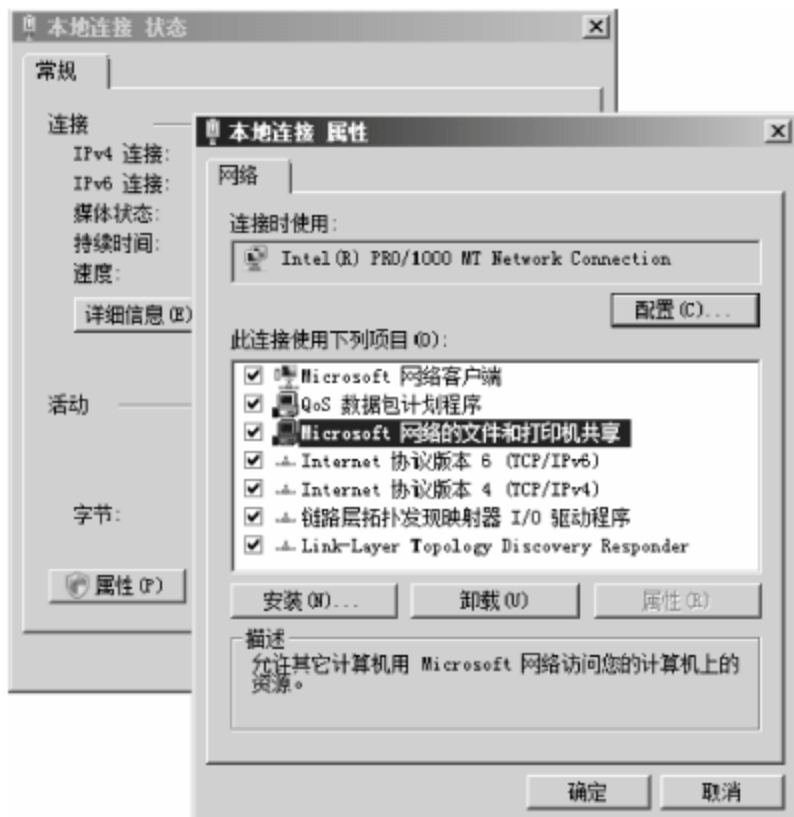 本地连接 状态
常规
连接
IPv4 连接:
IPv6 连接:
媒体状态:
持续时间:
速度:
详细信息(E)
活动
字节:
属性(P)
本地连接 属性
网络
连接时使用:
Intel(R) PRO/1000 MT Network Connection
配置(C)...
此连接使用下列项目(O):
Microsoft 网络客户端
QoS 数据包计划程序
Microsoft 网络的文件和打印机共享
Internet 协议版本 6 (TCP/IPv6)
Internet 协议版本 4 (TCP/IPv4)
链路层拓扑发现映射器 I/O 驱动程序
Link-Layer Topology Discovery Responder
安装(N)...
卸载(U)
属性(R)
描述
允许其它计算机用 Microsoft 网络访问您的计算机上的
资源。
确定
取消